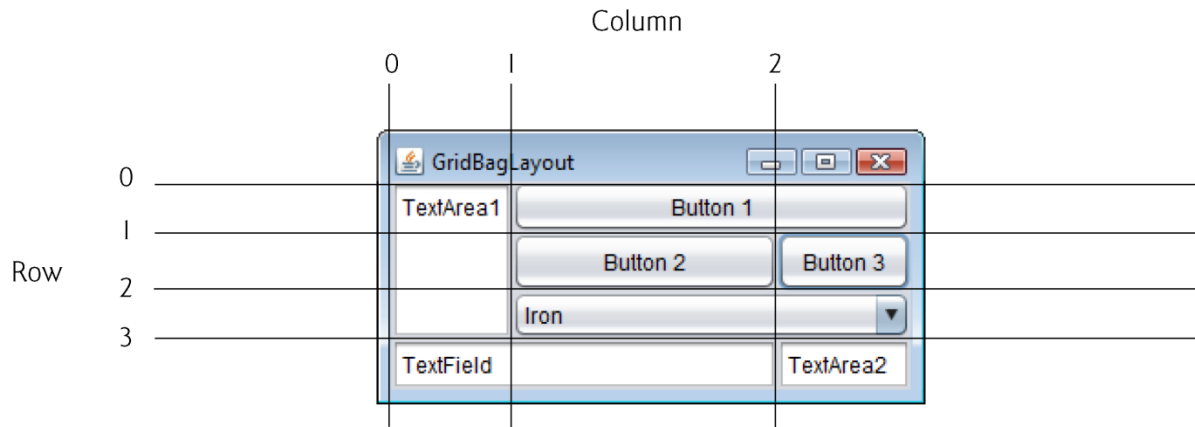 Column
0 1 2
GridBagLayout
0
TextArea1 Button 1
1
Button 2 Button 3
Row
2
Iron
3
TextField TextArea2